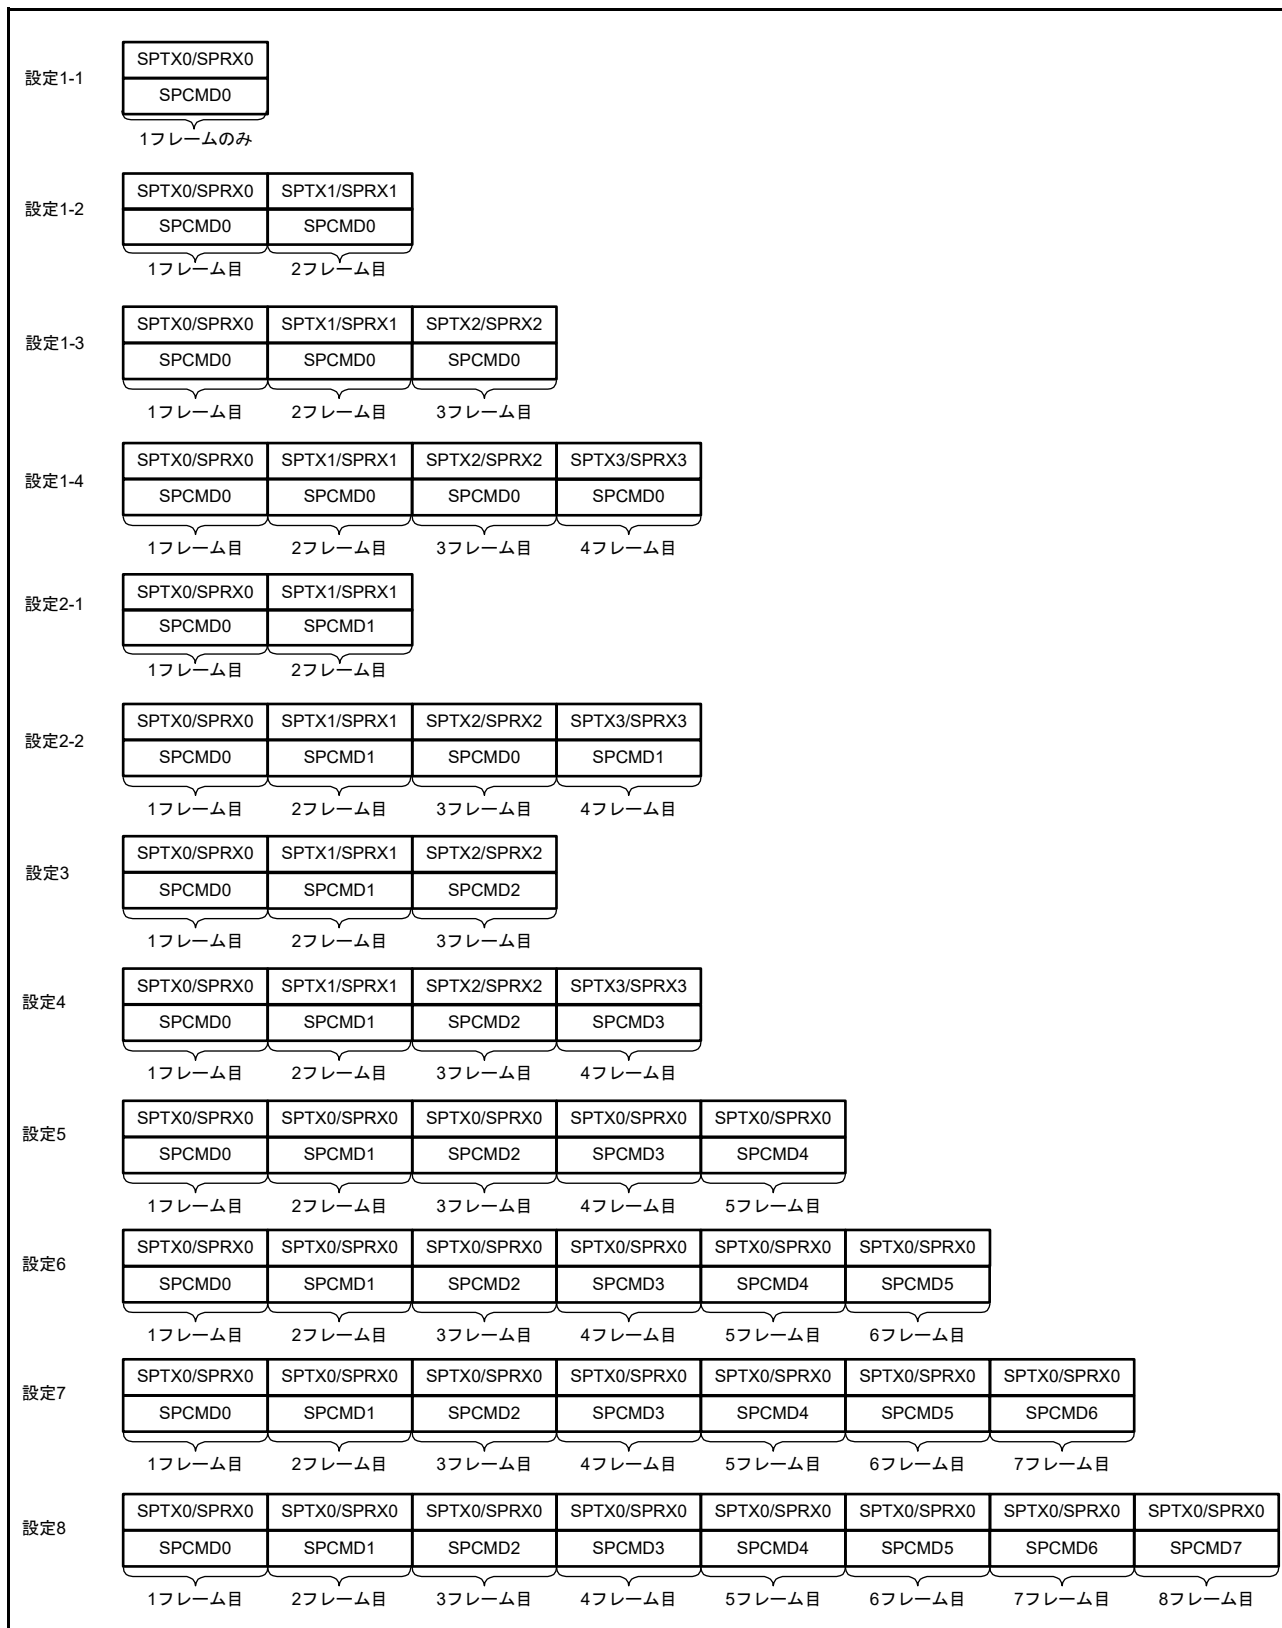 設定1-1
SPTX0/SPRX0
SPCMD0
1フレームのみ
設定1-2
SPTX0/SPRX0 SPTX1/SPRX1
SPCMD0 SPCMD0
1フレーム目 2フレーム目
設定1-3
SPTX0/SPRX0 SPTX1/SPRX1 SPTX2/SPRX2
SPCMD0 SPCMD0 SPCMD0
1フレーム目 2フレーム目 3フレーム目
設定1-4
SPTX0/SPRX0 SPTX1/SPRX1 SPTX2/SPRX2 SPTX3/SPRX3
SPCMD0 SPCMD0 SPCMD0 SPCMD0
1フレーム目 2フレーム目 3フレーム目 4フレーム目
設定2-1
SPTX0/SPRX0 SPTX1/SPRX1
SPCMD0 SPCMD1
1フレーム目 2フレーム目
設定2-2
SPTX0/SPRX0 SPTX1/SPRX1 SPTX2/SPRX2 SPTX3/SPRX3
SPCMD0 SPCMD1 SPCMD0 SPCMD1
1フレーム目 2フレーム目 3フレーム目 4フレーム目
設定3
SPTX0/SPRX0 SPTX1/SPRX1 SPTX2/SPRX2
SPCMD0 SPCMD1 SPCMD2
1フレーム目 2フレーム目 3フレーム目
設定4
SPTX0/SPRX0 SPTX1/SPRX1 SPTX2/SPRX2 SPTX3/SPRX3
SPCMD0 SPCMD1 SPCMD2 SPCMD3
1フレーム目 2フレーム目 3フレーム目 4フレーム目
設定5
SPTX0/SPRX0 SPTX0/SPRX0 SPTX0/SPRX0 SPTX0/SPRX0 SPTX0/SPRX0
SPCMD0 SPCMD1 SPCMD2 SPCMD3 SPCMD4
1フレーム目 2フレーム目 3フレーム目 4フレーム目 5フレーム目
設定6
SPTX0/SPRX0 SPTX0/SPRX0 SPTX0/SPRX0 SPTX0/SPRX0 SPTX0/SPRX0 SPTX0/SPRX0
SPCMD0 SPCMD1 SPCMD2 SPCMD3 SPCMD4 SPCMD5
1フレーム目 2フレーム目 3フレーム目 4フレーム目 5フレーム目 6フレーム目
設定7
SPTX0/SPRX0 SPTX0/SPRX0 SPTX0/SPRX0 SPTX0/SPRX0 SPTX0/SPRX0 SPTX0/SPRX0 SPTX0/SPRX0
SPCMD0 SPCMD1 SPCMD2 SPCMD3 SPCMD4 SPCMD5 SPCMD6
1フレーム目 2フレーム目 3フレーム目 4フレーム目 5フレーム目 6フレーム目 7フレーム目
設定8
SPTX0/SPRX0 SPTX0/SPRX0 SPTX0/SPRX0 SPTX0/SPRX0 SPTX0/SPRX0 SPTX0/SPRX0 SPTX0/SPRX0 SPTX0/SPRX0
SPCMD0 SPCMD1 SPCMD2 SPCMD3 SPCMD4 SPCMD5 SPCMD6 SPCMD7
1フレーム目 2フレーム目 3フレーム目 4フレーム目 5フレーム目 6フレーム目 7フレーム目 8フレーム目